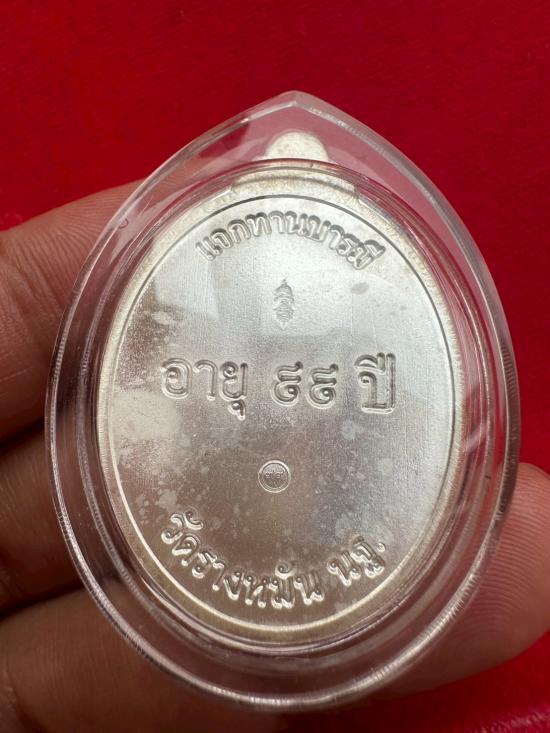 แจกทานบารมี
อายุ ๙๙ ปี
วัดรางหมัน นฐ.